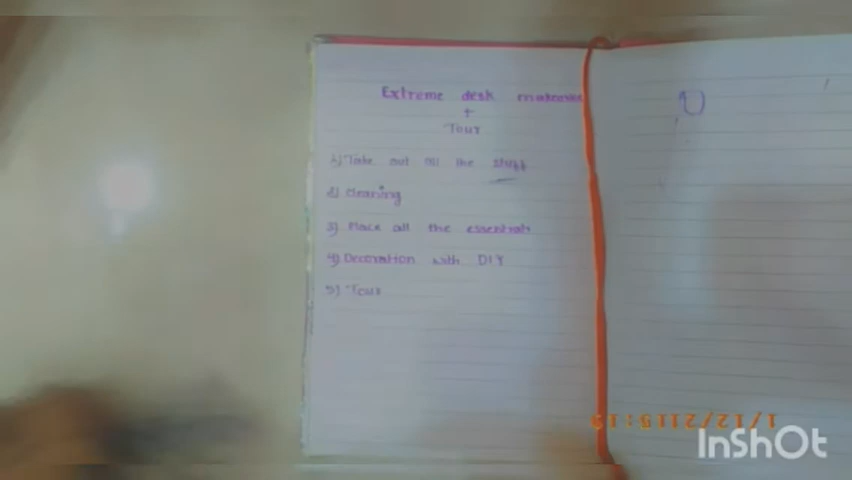 Extreme desk makeover
+
Tour
1) Take out all the stuff
2) Cleaning
3) Place all the essentials
4) Decoration with DIY
5) Tour
InShOt